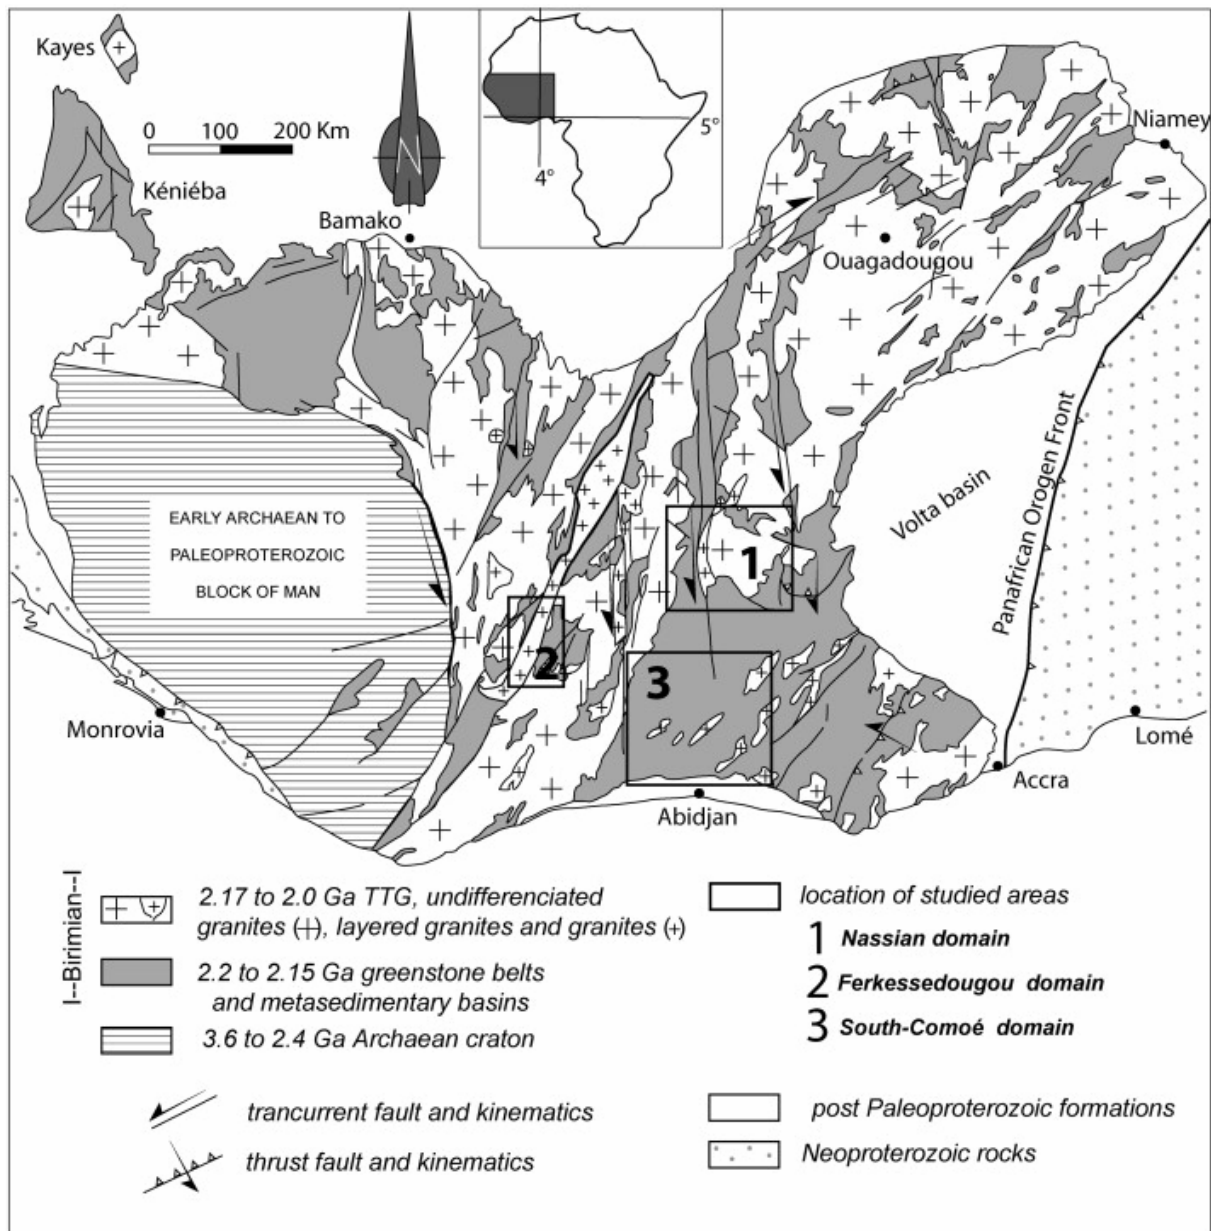 Kayes
0 100 200 Km
Kéniéba
Bamako
N
5°
4°
Niamey
Ouagadougou
EARLY ARCHAEAN TO
PALEOPROTEROZOIC
BLOCK OF MAN
1
2
3
Volta basin
Panafrican Orogen Front
Monrovia
Abidjan
Accra
Lomé
I--Birimian--I
2.17 to 2.0 Ga TTG, undifferenciated
granites (+), layered granites and granites (+)
2.2 to 2.15 Ga greenstone belts
and metasedimentary basins
3.6 to 2.4 Ga Archaean craton
trancurrent fault and kinematics
thrust fault and kinematics
location of studied areas
1 Nassian domain
2 Ferkessedougou domain
3 South-Comoé domain
post Paleoproterozoic formations
Neoproterozoic rocks